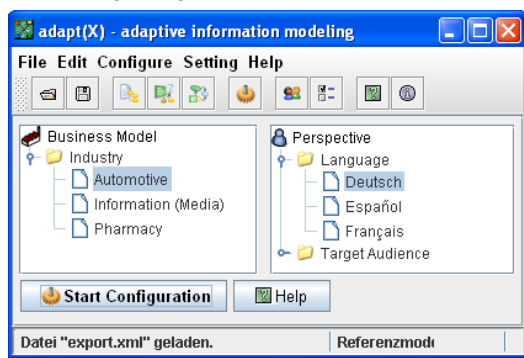 adapt(X) - adaptive information modeling
File Edit Configure Setting Help
Business Model
Industry
Automotive
Information (Media)
Pharmacy
Perspective
Language
Deutsch
Español
Français
Target Audience
Start Configuration
Help
Datei "export.xml" geladen.